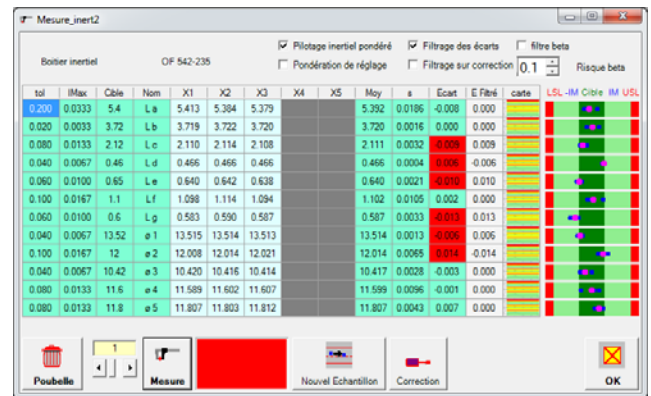 Mesure_inert2
Boitier inertiel OF 542-235
Pilotage inertiel pondéré Filtrage des écarts filtre beta
Pondération de réglage Filtrage sur correction 0.1 Risque beta
tol IMax Cible Nom X1 X2 X3 X4 X5 Moy s Ecart E Filtré carte LSL -IM Cible IM USL
0.200 0.0333 5.4 L a 5.413 5.384 5.379 5.392 0.0186 -0.008 0.000
0.020 0.0033 3.72 L b 3.719 3.722 3.720 3.720 0.0016 0.000 0.000
0.080 0.0133 2.12 L c 2.110 2.114 2.108 2.111 0.0032 -0.009 0.009
0.040 0.0067 0.46 L d 0.466 0.466 0.466 0.466 0.0004 0.006 -0.006
0.060 0.0100 0.65 L e 0.640 0.642 0.638 0.640 0.0021 -0.010 0.010
0.100 0.0167 1.1 L f 1.098 1.114 1.094 1.102 0.0105 0.002 0.000
0.060 0.0100 0.6 L g 0.583 0.590 0.587 0.587 0.0033 -0.013 0.013
0.040 0.0067 13.52 ø 1 13.515 13.514 13.513 13.514 0.0013 -0.006 0.006
0.100 0.0167 12 ø 2 12.008 12.014 12.021 12.014 0.0065 0.014 -0.014
0.040 0.0067 10.42 ø 3 10.420 10.416 10.414 10.417 0.0028 -0.003 0.000
0.080 0.0133 11.6 ø 4 11.589 11.602 11.607 11.599 0.0096 -0.001 0.000
0.080 0.0133 11.8 ø 5 11.807 11.803 11.812 11.807 0.0043 0.007 0.000
1
Poubelle Mesure Nouvel Echantillon Correction OK